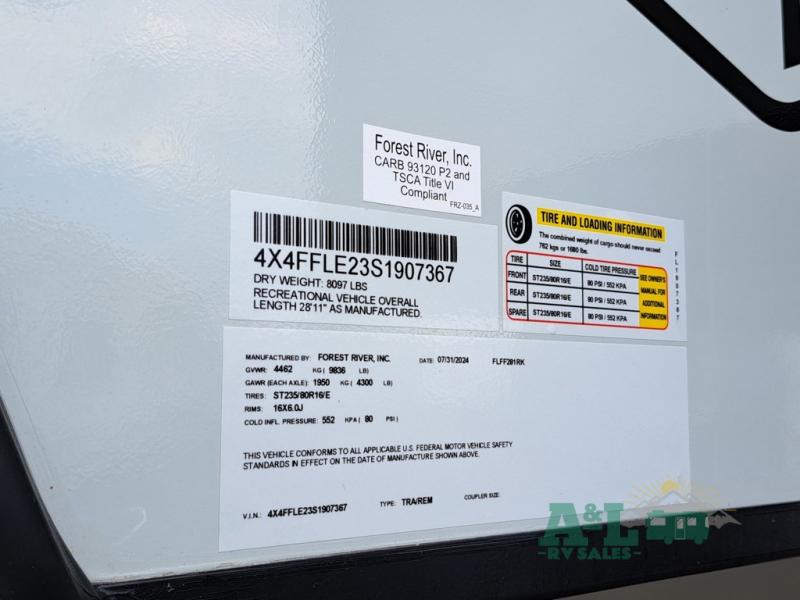 Forest River, Inc.
CARB 93120 P2 and
TSCA Title VI
Compliant
FRZ-035_A
4X4FFLE23S1907367
DRY WEIGHT: 8097 LBS
RECREATIONAL VEHICLE OVERALL
LENGTH 28'11" AS MANUFACTURED.
TIRE AND LOADING INFORMATION
The combined weight of cargo should never exceed
762 kgs or 1680 lbs.
TIRE SIZE COLD TIRE PRESSURE
FRONT ST235/80R16/E 80 PSI / 552 KPA
REAR ST235/80R16/E 80 PSI / 552 KPA
SPARE ST235/80R16/E 80 PSI / 552 KPA
SEE OWNER'S
MANUAL FOR
ADDITIONAL
INFORMATION
FL1907367
MANUFACTURED BY: FOREST RIVER, INC. DATE: 07/31/2024 FLFF281RK
GVWR: 4462 KG ( 9836 LB)
GAWR (EACH AXLE): 1950 KG ( 4300 LB)
TIRES: ST235/80R16/E
RIMS: 16X6.0J
COLD INFL. PRESSURE: 552 KPA ( 80 PSI)
THIS VEHICLE CONFORMS TO ALL APPLICABLE U.S. FEDERAL MOTOR VEHICLE SAFETY
STANDARDS IN EFFECT ON THE DATE OF MANUFACTURE SHOWN ABOVE.
V.I.N.: 4X4FFLE23S1907367 TYPE: TRA/REM COUPLER SIZE:
A&L
RV SALES